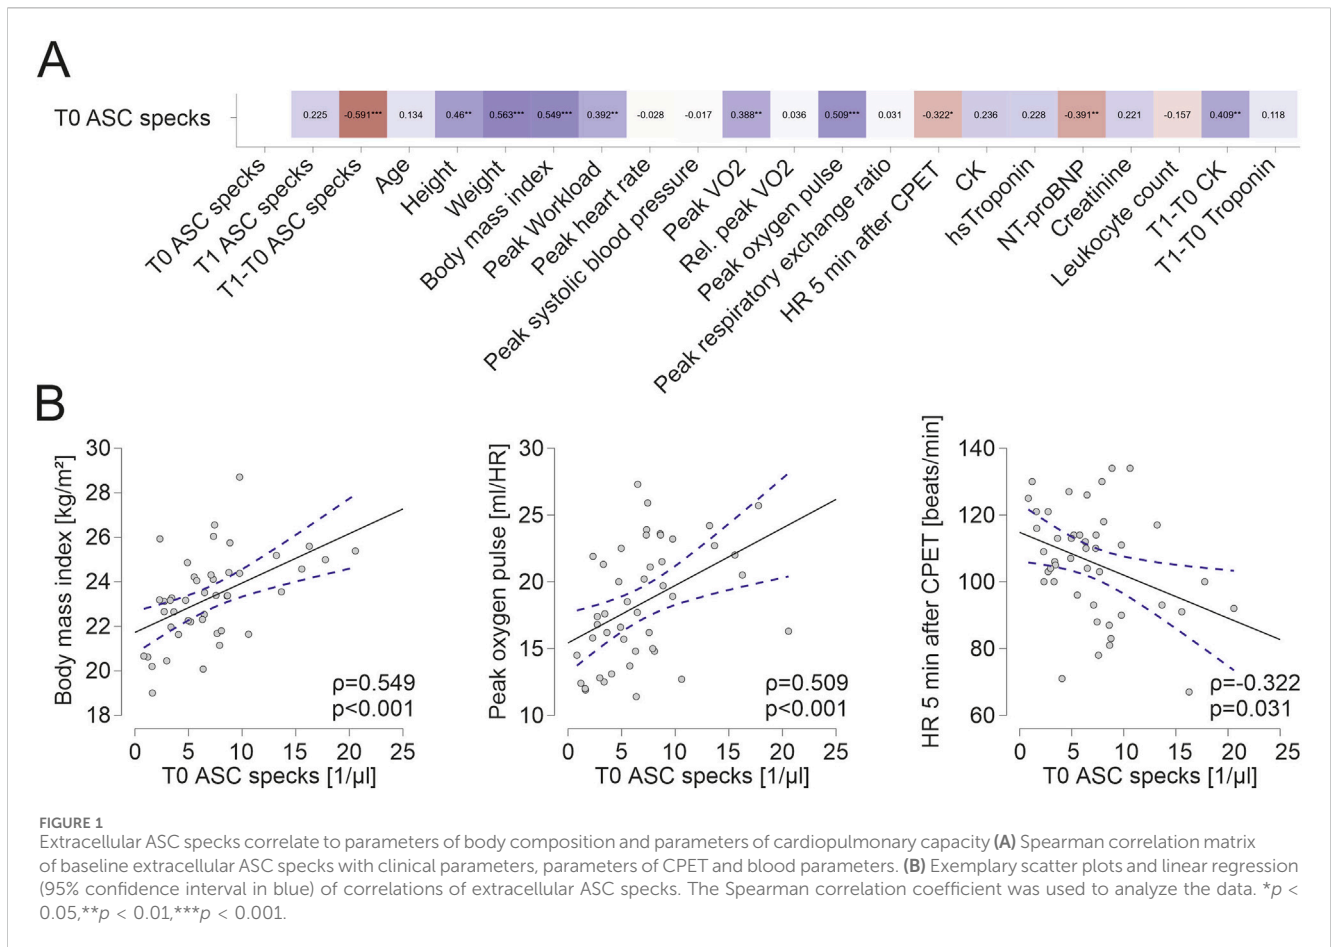 A
T0 ASC specks
0.225
-0.591***
0.134
0.46**
0.563***
0.549***
0.392**
-0.028
-0.017
0.388**
0.036
0.509***
0.031
-0.322*
0.236
0.228
-0.391**
0.221
-0.157
0.409**
0.118
T0 ASC specks
T1 ASC specks
T1-T0 ASC specks
Age
Height
Weight
Body mass index
Peak Workload
Peak heart rate
Peak systolic blood pressure
Peak VO2
Rel. peak VO2
Peak oxygen pulse
Peak respiratory exchange ratio
HR 5 min after CPET
CK
hsTroponin
NT-proBNP
Creatinine
Leukocyte count
T1-T0 CK
T1-T0 Troponin
B
Body mass index [kg/m²]
30
28
26
24
22
20
18
ρ=0.549
p<0.001
0 5 10 15 20 25
T0 ASC specks [1/µl]
Peak oxygen pulse [ml/HR]
30
25
20
15
10
ρ=0.509
p<0.001
0 5 10 15 20 25
T0 ASC specks [1/µl]
HR 5 min after CPET [beats/min]
140
120
100
80
60
ρ=-0.322
p=0.031
0 5 10 15 20 25
T0 ASC specks [1/µl]
FIGURE 1
Extracellular ASC specks correlate to parameters of body composition and parameters of cardiopulmonary capacity (A) Spearman correlation matrix
of baseline extracellular ASC specks with clinical parameters, parameters of CPET and blood parameters. (B) Exemplary scatter plots and linear regression
(95% confidence interval in blue) of correlations of extracellular ASC specks. The Spearman correlation coefficient was used to analyze the data. *p <
0.05,**p < 0.01,***p < 0.001.